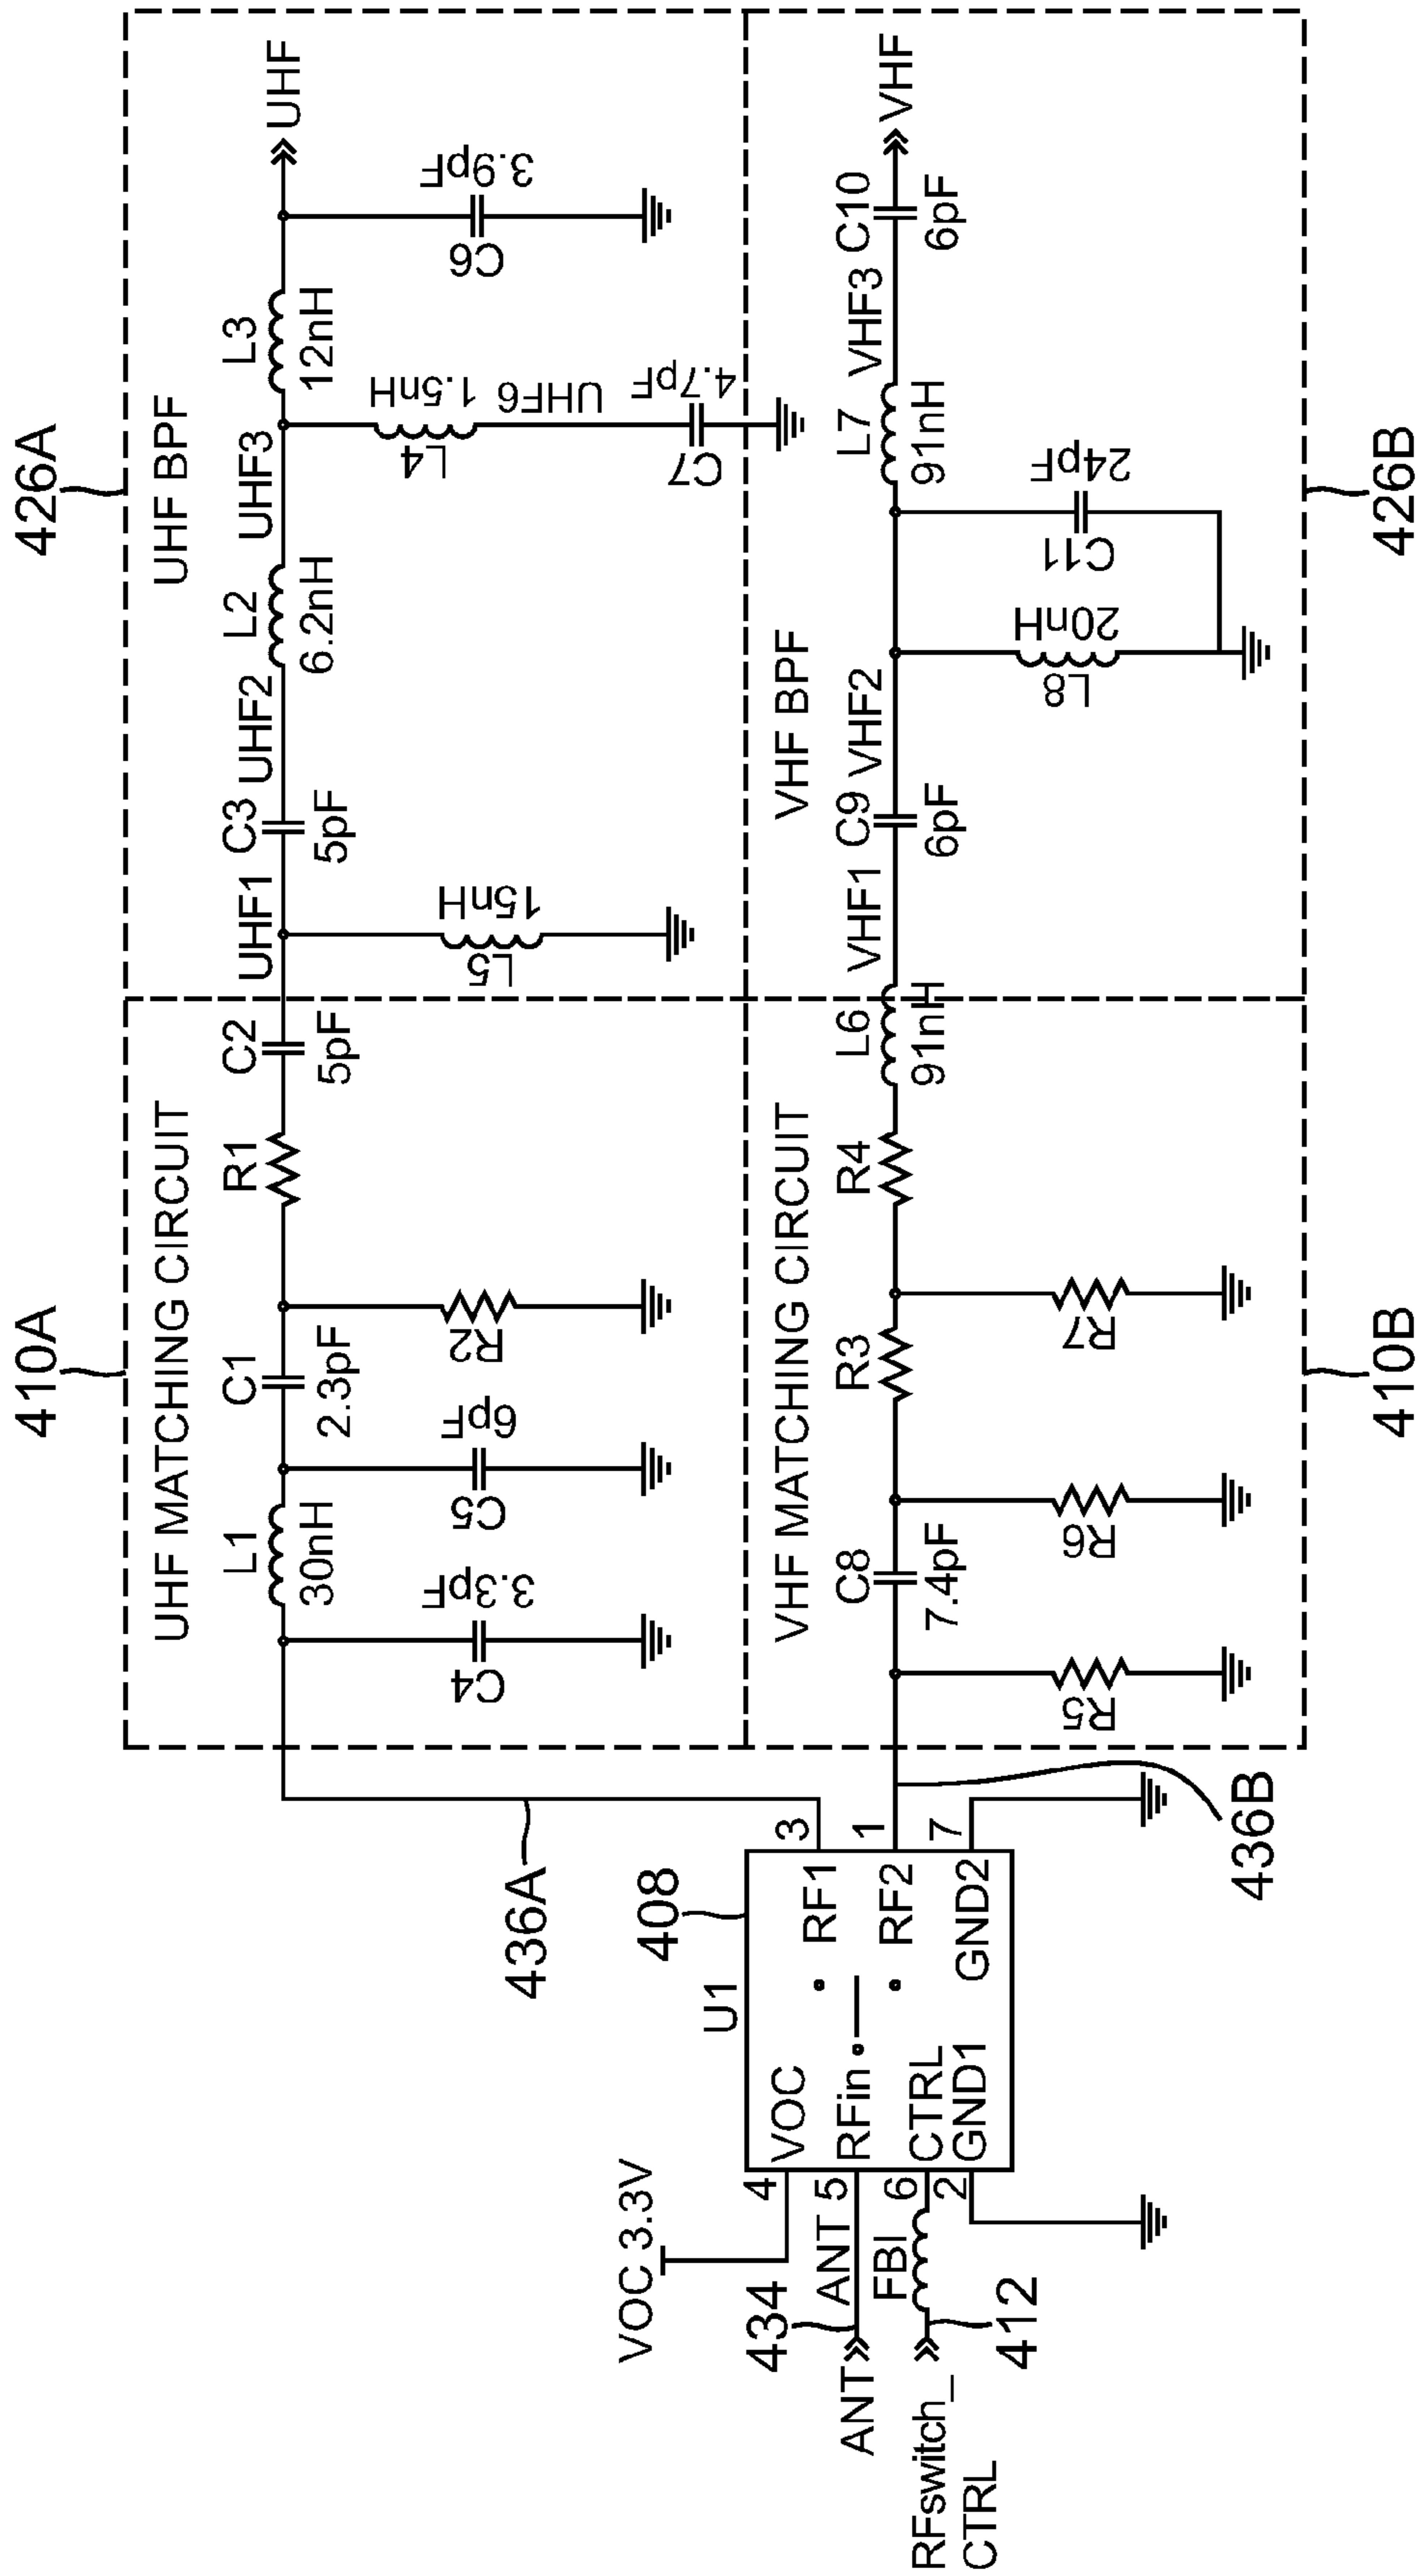 410A
426A
UHF MATCHING CIRCUIT
UHF BPF
L1
30nH
C1
2.3pF
R1
C2
5pF
UHF1
C3
5pF
UHF2
L2
6.2nH
UHF3
L3
12nH
UHF
C4
3.3pF
C5
6pF
R2
L5
15nH
L4
1.5nH
UHF6
C7
4.7pF
C6
3.9pF
436A
408
U1
VOC 3.3V
4
VOC
434
ANT
ANT
5
RFin
FBI
6
CTRL
2
GND1
RFswitch_
CTRL
412
RF1
3
RF2
1
GND2
7
436B
VHF MATCHING CIRCUIT
VHF BPF
C8
7.4pF
R3
R4
L6
91nH
VHF1
C9
6pF
VHF2
L7
91nH
VHF3
C10
6pF
VHF
R5
R6
R7
L8
20nH
C11
24pF
410B
426B